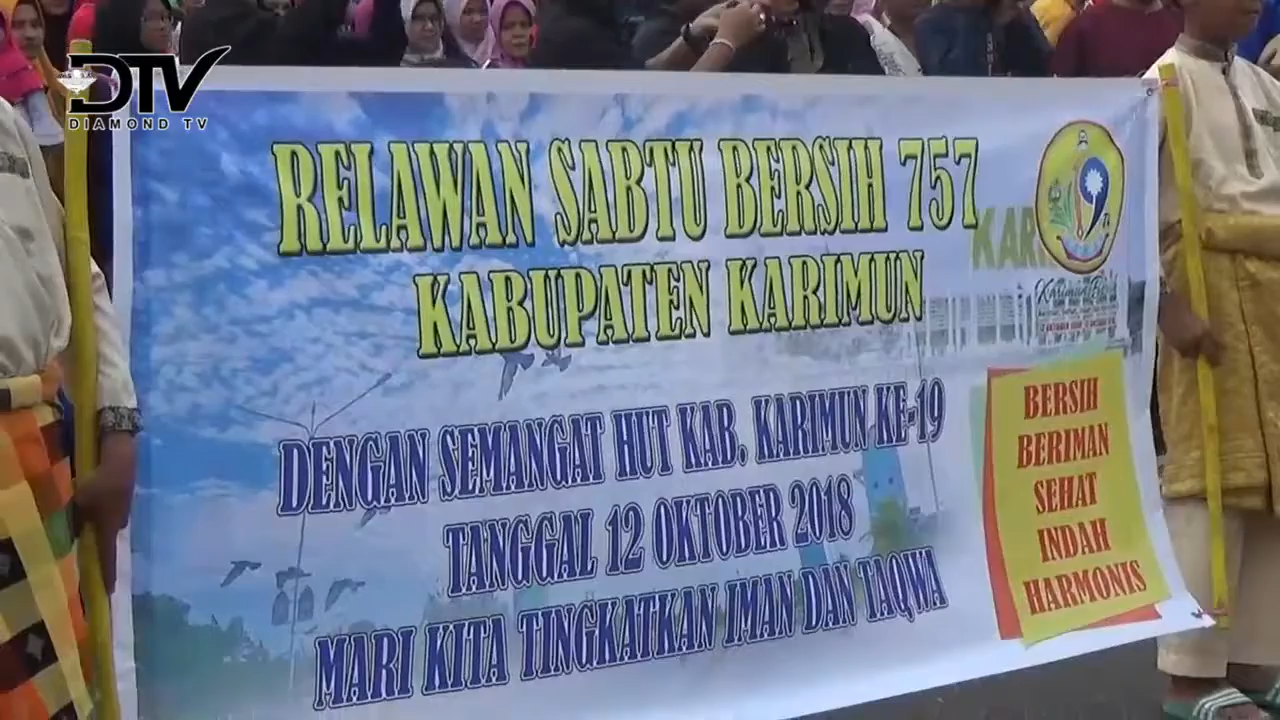 DTV
DIAMOND TV
RELAWAN SABTU BERSIH 757
KABUPATEN KARIMUN
KAR
DENGAN SEMANGAT HUT KAB. KARIMUN KE-19
TANGGAL 12 OKTOBER 2018
MARI KITA TINGKATKAN IMAN DAN TAQWA
BERSIH
BERIMAN
SEHAT
INDAH
HARMONIS